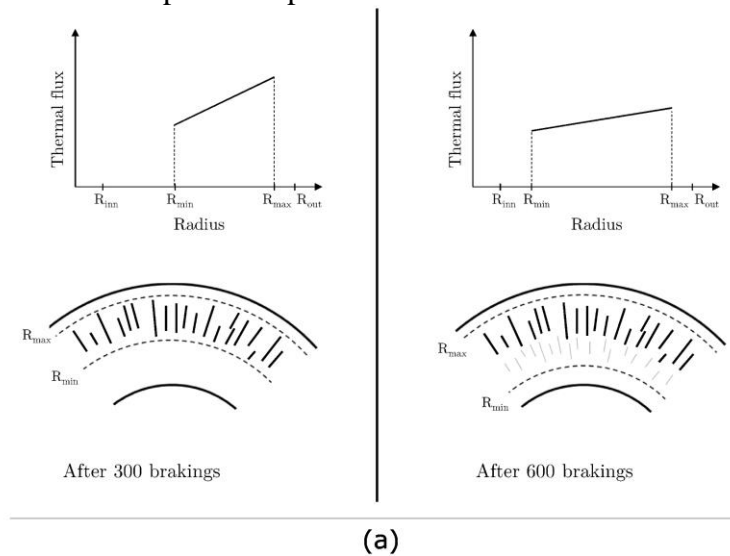 Thermal flux
R_inn R_min R_max R_out
Radius
R_max
R_min
After 300 brakings
Thermal flux
R_inn R_min R_max R_out
Radius
R_max
R_min
After 600 brakings
(a)